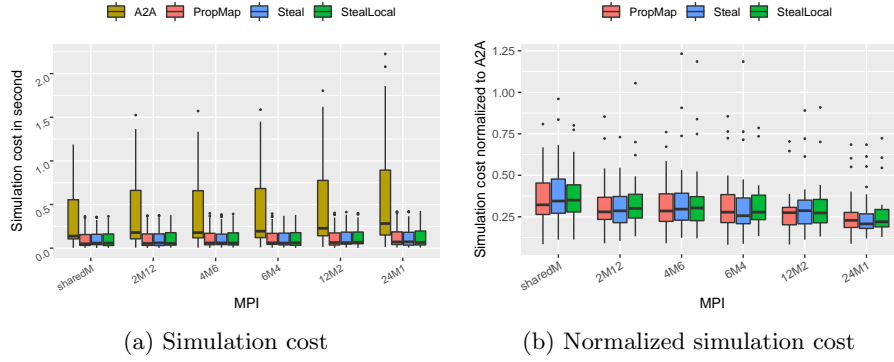 A2A PropMap Steal StealLocal
Simulation cost in second
2.0
1.5
1.0
0.5
0.0
sharedM 2M12 4M6 6M4 12M2 24M1
MPI
(a) Simulation cost
PropMap Steal StealLocal
Simulation cost normalized to A2A
1.25
1.00
0.75
0.50
0.25
sharedM 2M12 4M6 6M4 12M2 24M1
MPI
(b) Normalized simulation cost